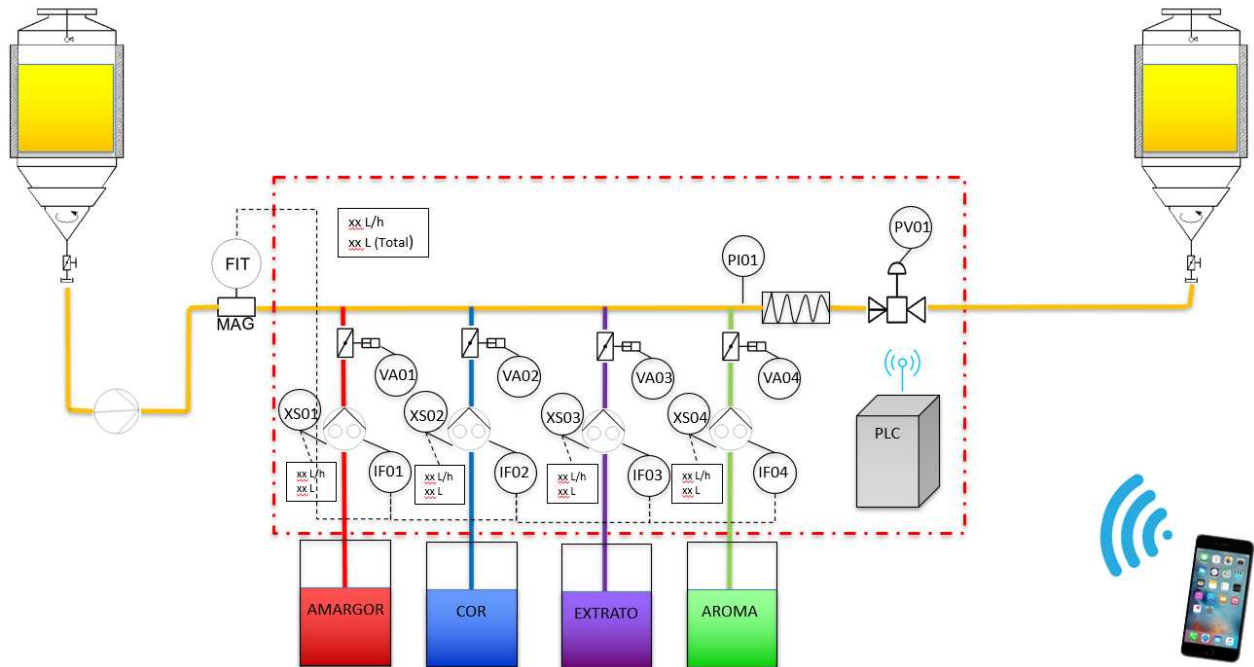 xx L/h
xx L (Total)
FIT
MAG
PI01
PV01
VA01
VA02
VA03
VA04
XS01
XS02
XS03
XS04
PLC
xx L/h
xx L
IF01
xx L/h
xx L
IF02
xx L/h
xx L
IF03
xx L/h
xx L
IF04
AMARGOR
COR
EXTRATO
AROMA